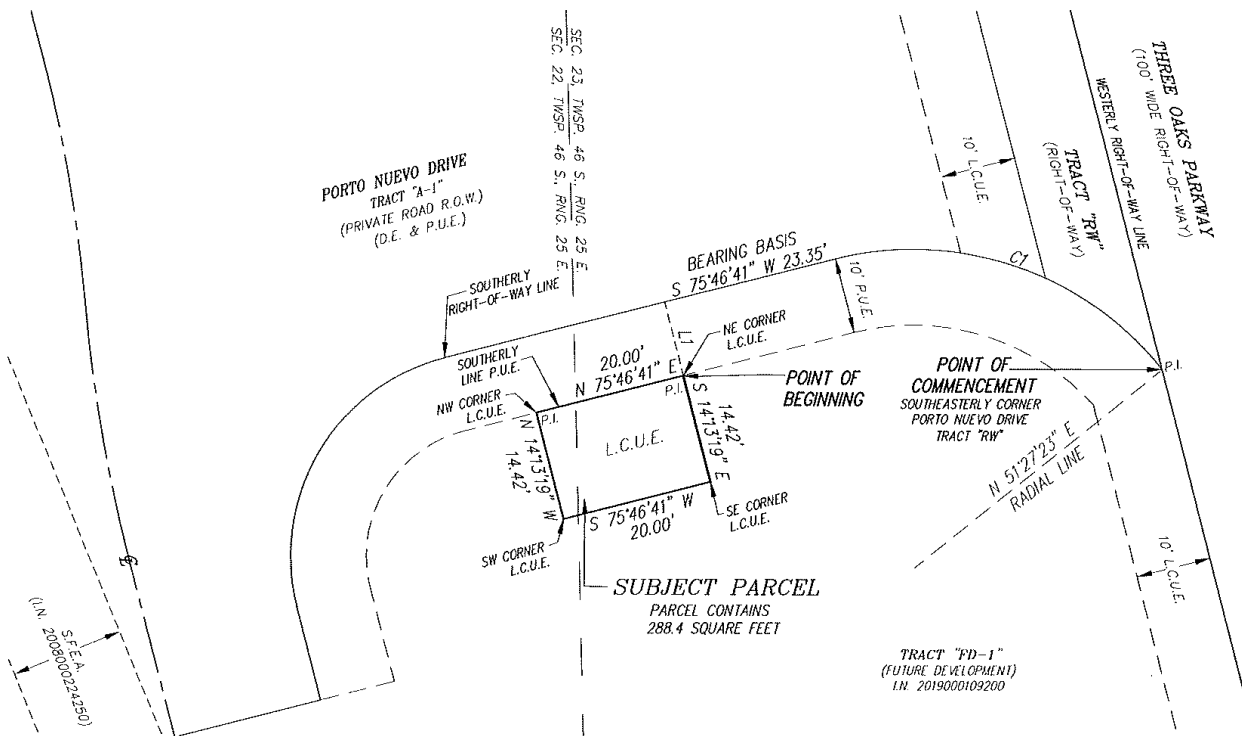 SEC. 23, TWSP. 46 S., RNG. 25 E.
SEC. 22, TWSP. 46 S., RNG. 25 E.
PORTO NUEVO DRIVE
TRACT "A-1"
(PRIVATE ROAD R.O.W.)
(D.E. & P.U.E.)
THREE OAKS PARKWAY
(100' WIDE RIGHT-OF-WAY)
WESTERLY RIGHT-OF-WAY LINE
TRACT "RW"
(RIGHT-OF-WAY)
10' L.C.U.E.
BEARING BASIS
S 75°46'41" W 23.35'
C1
10' P.U.E.
SOUTHERLY
RIGHT-OF-WAY LINE
L1
NE CORNER
L.C.U.E.
SOUTHERLY
LINE P.U.E.
20.00'
N 75°46'41" E
P.I.
POINT OF
BEGINNING
POINT OF
COMMENCEMENT
SOUTHEASTERLY CORNER
PORTO NUEVO DRIVE
TRACT "RW"
P.I.
NW CORNER
L.C.U.E.
P.I.
L.C.U.E.
N 14°13'19" W
14.42'
14.42'
S 14°13'19" E
S 75°46'41" W
20.00'
SE CORNER
L.C.U.E.
SW CORNER
L.C.U.E.
N 51°27'23" E
RADIAL LINE
10' L.C.U.E.
SUBJECT PARCEL
PARCEL CONTAINS
288.4 SQUARE FEET
TRACT "FD-1"
(FUTURE DEVELOPMENT)
I.N. 2019000109200
℄
S.F.E.A.
(I.N. 2008000224250)